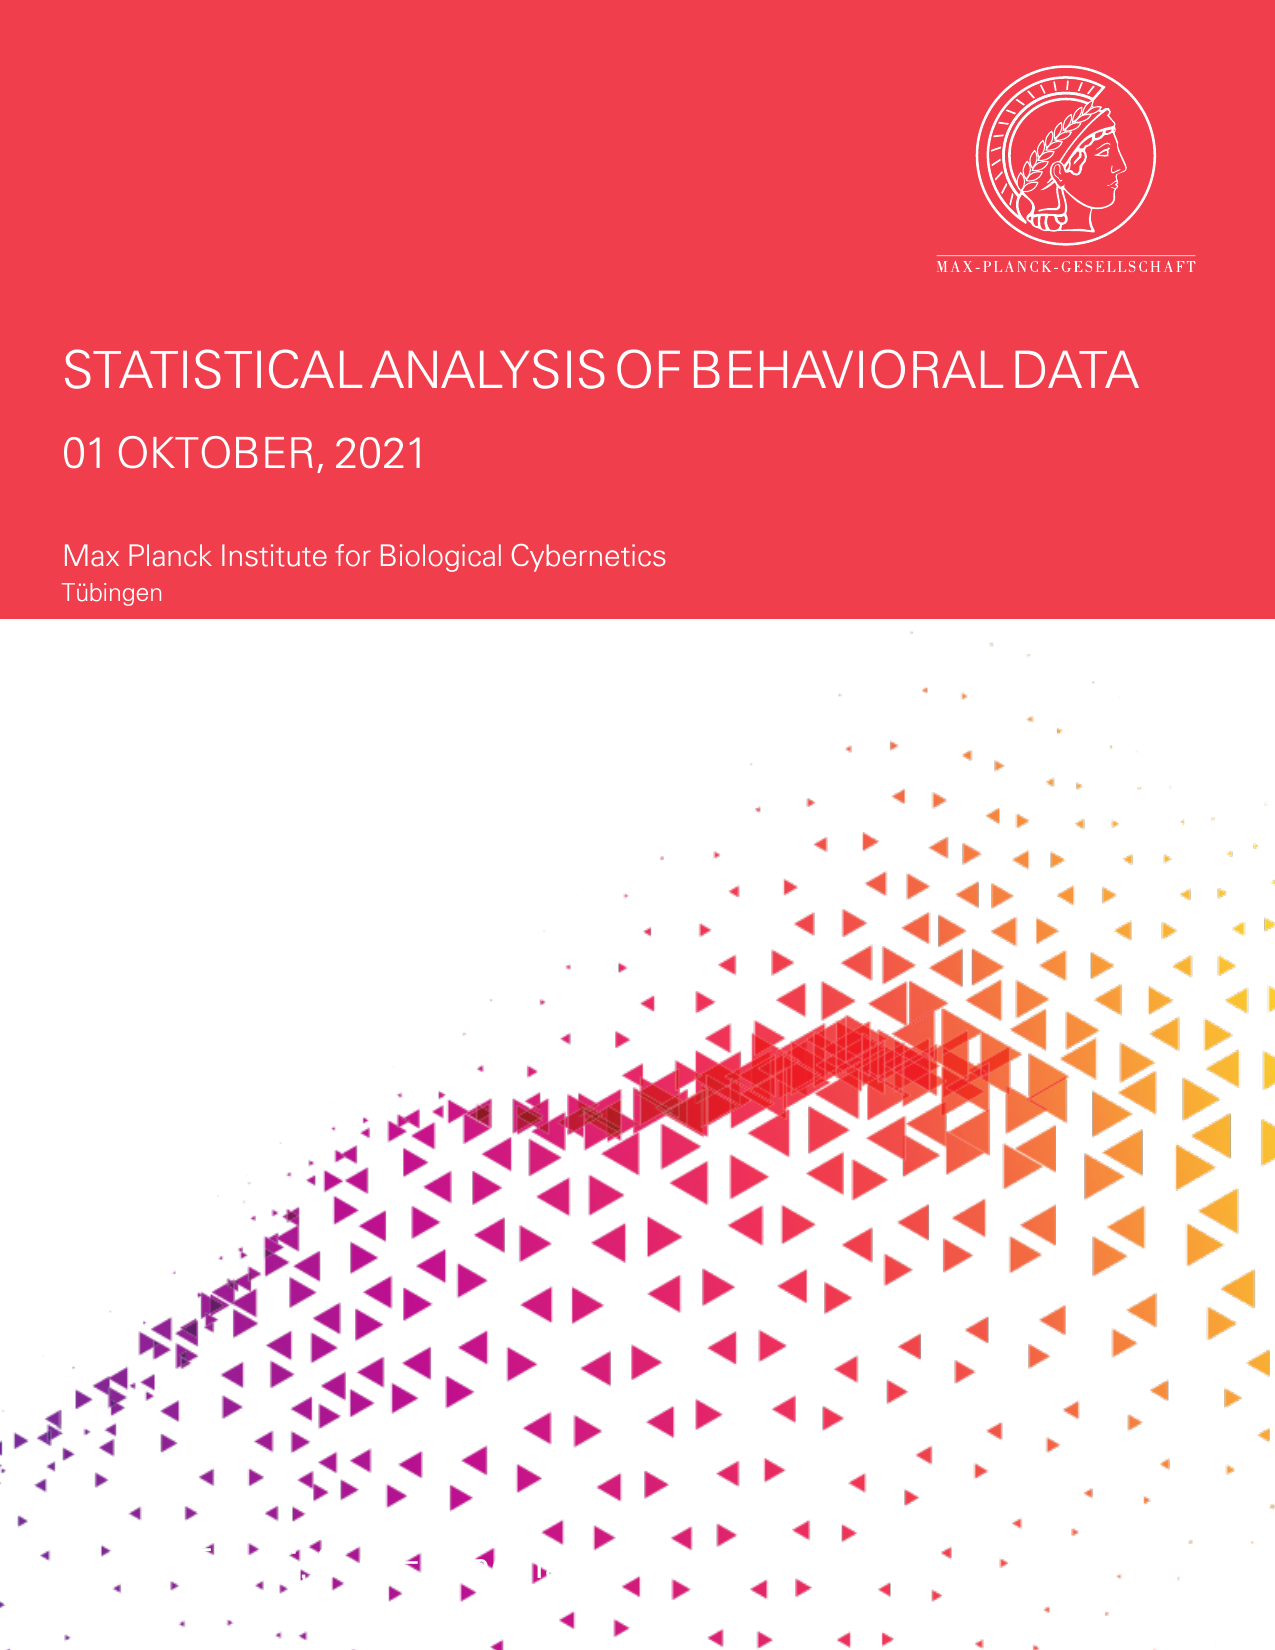 MAX-PLANCK-GESELLSCHAFT
STATISTICAL ANALYSIS OF BEHAVIORAL DATA
01 OKTOBER, 2021
Max Planck Institute for Biological Cybernetics
Tübingen